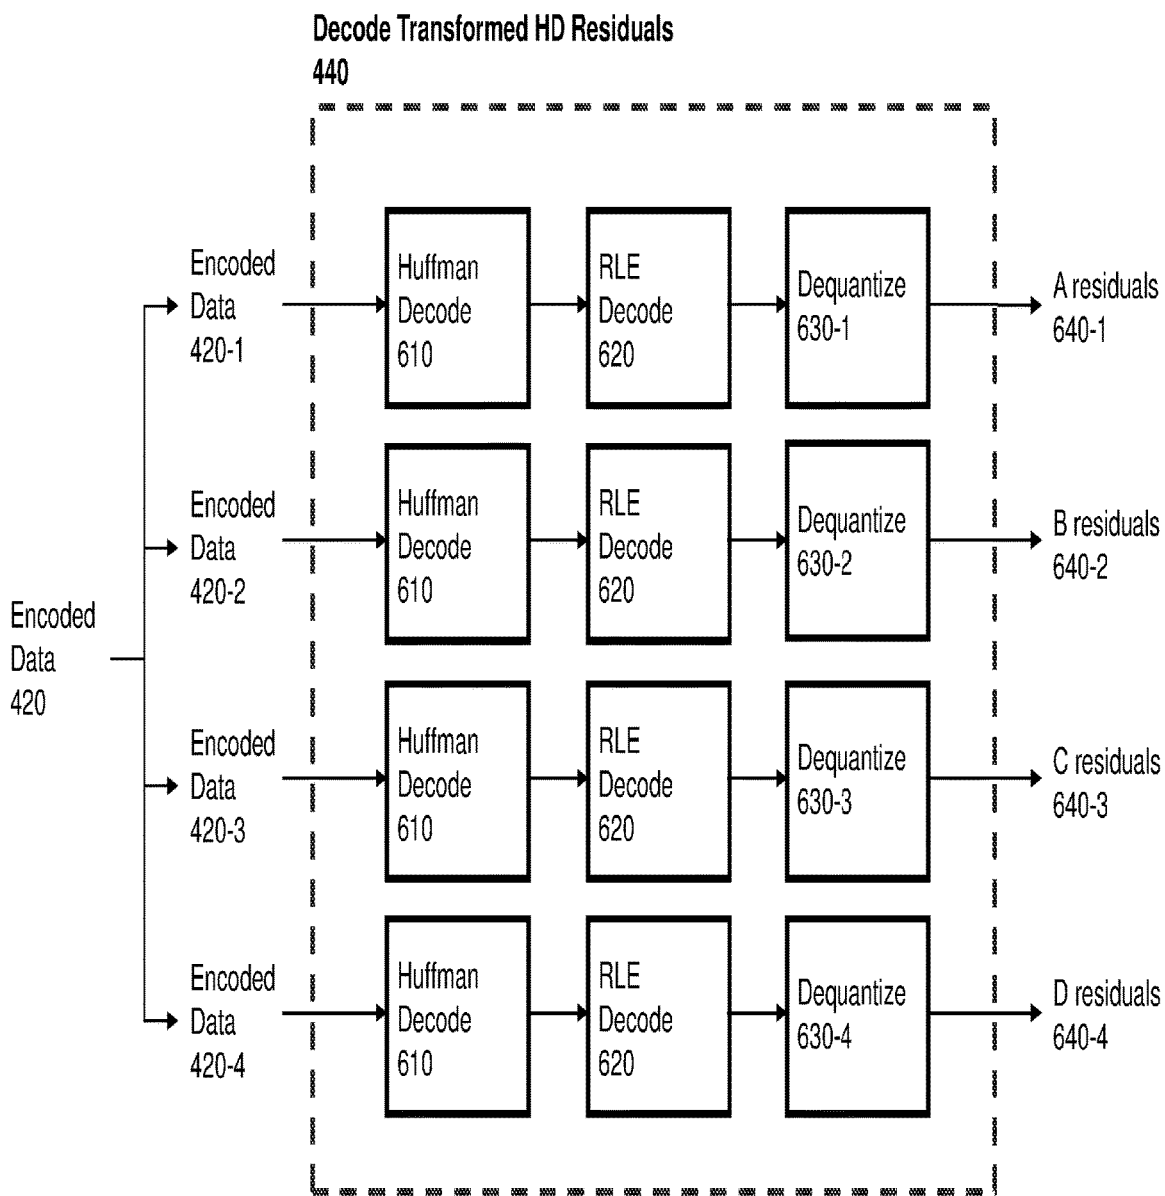 Decode Transformed HD Residuals
440
Encoded
Data
420
Encoded
Data
420-1
Huffman
Decode
610
RLE
Decode
620
Dequantize
630-1
A residuals
640-1
Encoded
Data
420-2
Huffman
Decode
610
RLE
Decode
620
Dequantize
630-2
B residuals
640-2
Encoded
Data
420-3
Huffman
Decode
610
RLE
Decode
620
Dequantize
630-3
C residuals
640-3
Encoded
Data
420-4
Huffman
Decode
610
RLE
Decode
620
Dequantize
630-4
D residuals
640-4